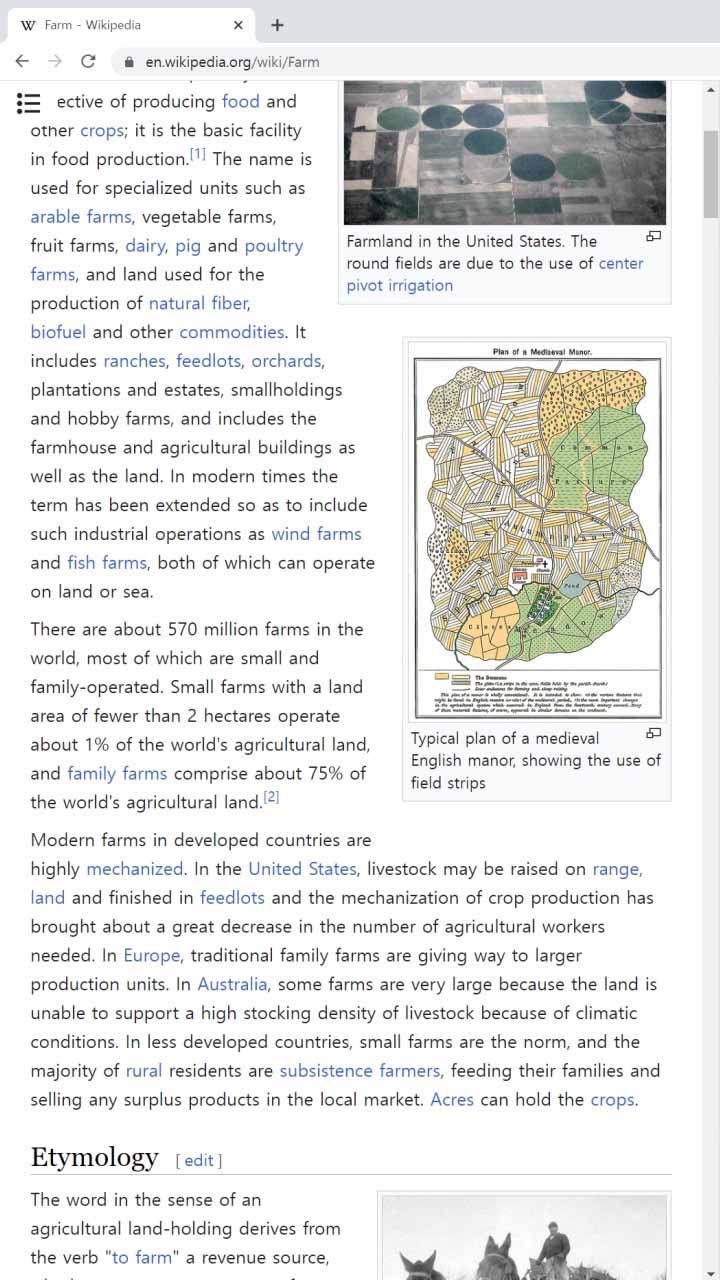 W Farm - Wikipedia
en.wikipedia.org/wiki/Farm
ective of producing food and
other crops; it is the basic facility
in food production.[1] The name is
used for specialized units such as
arable farms, vegetable farms,
fruit farms, dairy, pig and poultry
farms, and land used for the
production of natural fiber,
biofuel and other commodities. It
includes ranches, feedlots, orchards,
plantations and estates, smallholdings
and hobby farms, and includes the
farmhouse and agricultural buildings as
well as the land. In modern times the
term has been extended so as to include
such industrial operations as wind farms
and fish farms, both of which can operate
on land or sea.
Farmland in the United States. The
round fields are due to the use of center
pivot irrigation
Plan of a Mediaeval Manor.
Common
Pasture
Pond
Typical plan of a medieval
English manor, showing the use of
field strips
There are about 570 million farms in the
world, most of which are small and
family-operated. Small farms with a land
area of fewer than 2 hectares operate
about 1% of the world's agricultural land,
and family farms comprise about 75% of
the world's agricultural land.[2]
Modern farms in developed countries are
highly mechanized. In the United States, livestock may be raised on range,
land and finished in feedlots and the mechanization of crop production has
brought about a great decrease in the number of agricultural workers
needed. In Europe, traditional family farms are giving way to larger
production units. In Australia, some farms are very large because the land is
unable to support a high stocking density of livestock because of climatic
conditions. In less developed countries, small farms are the norm, and the
majority of rural residents are subsistence farmers, feeding their families and
selling any surplus products in the local market. Acres can hold the crops.
Etymology [ edit ]
The word in the sense of an
agricultural land-holding derives from
the verb "to farm" a revenue source,